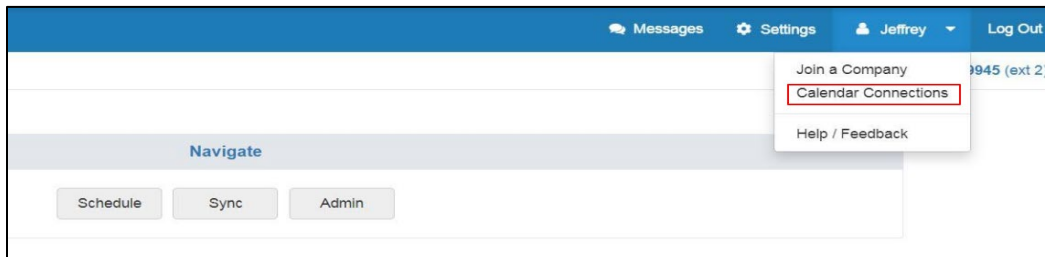 Messages Settings Jeffrey Log Out
Join a Company
9945 (ext 2)
Calendar Connections
Help / Feedback
Navigate
Schedule Sync Admin